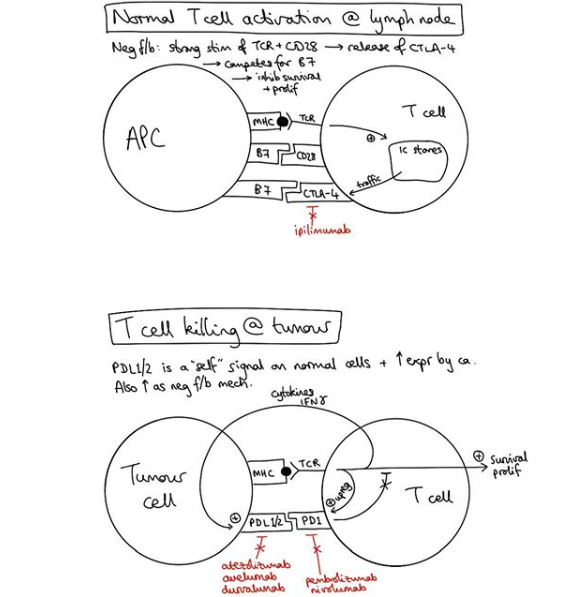 Normal T cell activation @ lymph node
Neg f/b: strong stim of TCR + CD28 → release of CTLA-4
→ competes for B7
→ inhib survival
+ prolif
APC
MHC
TCR
T cell
⊕
IC stores
B7
CD28
traffic
B7
CTLA-4
ipilimumab
T cell killing @ tumour
PDL1/2 is a "self" signal on normal cells + ↑ expr by ca.
Also ↑ as neg f/b mech.
cytokines
IFNγ
Tumour
cell
MHC
TCR
⊕ survival
prolif
⊕ upreg
T cell
⊕
PDL1/2
PD1
atezolizumab
avelumab
durvalumab
pembrolizumab
nivolumab